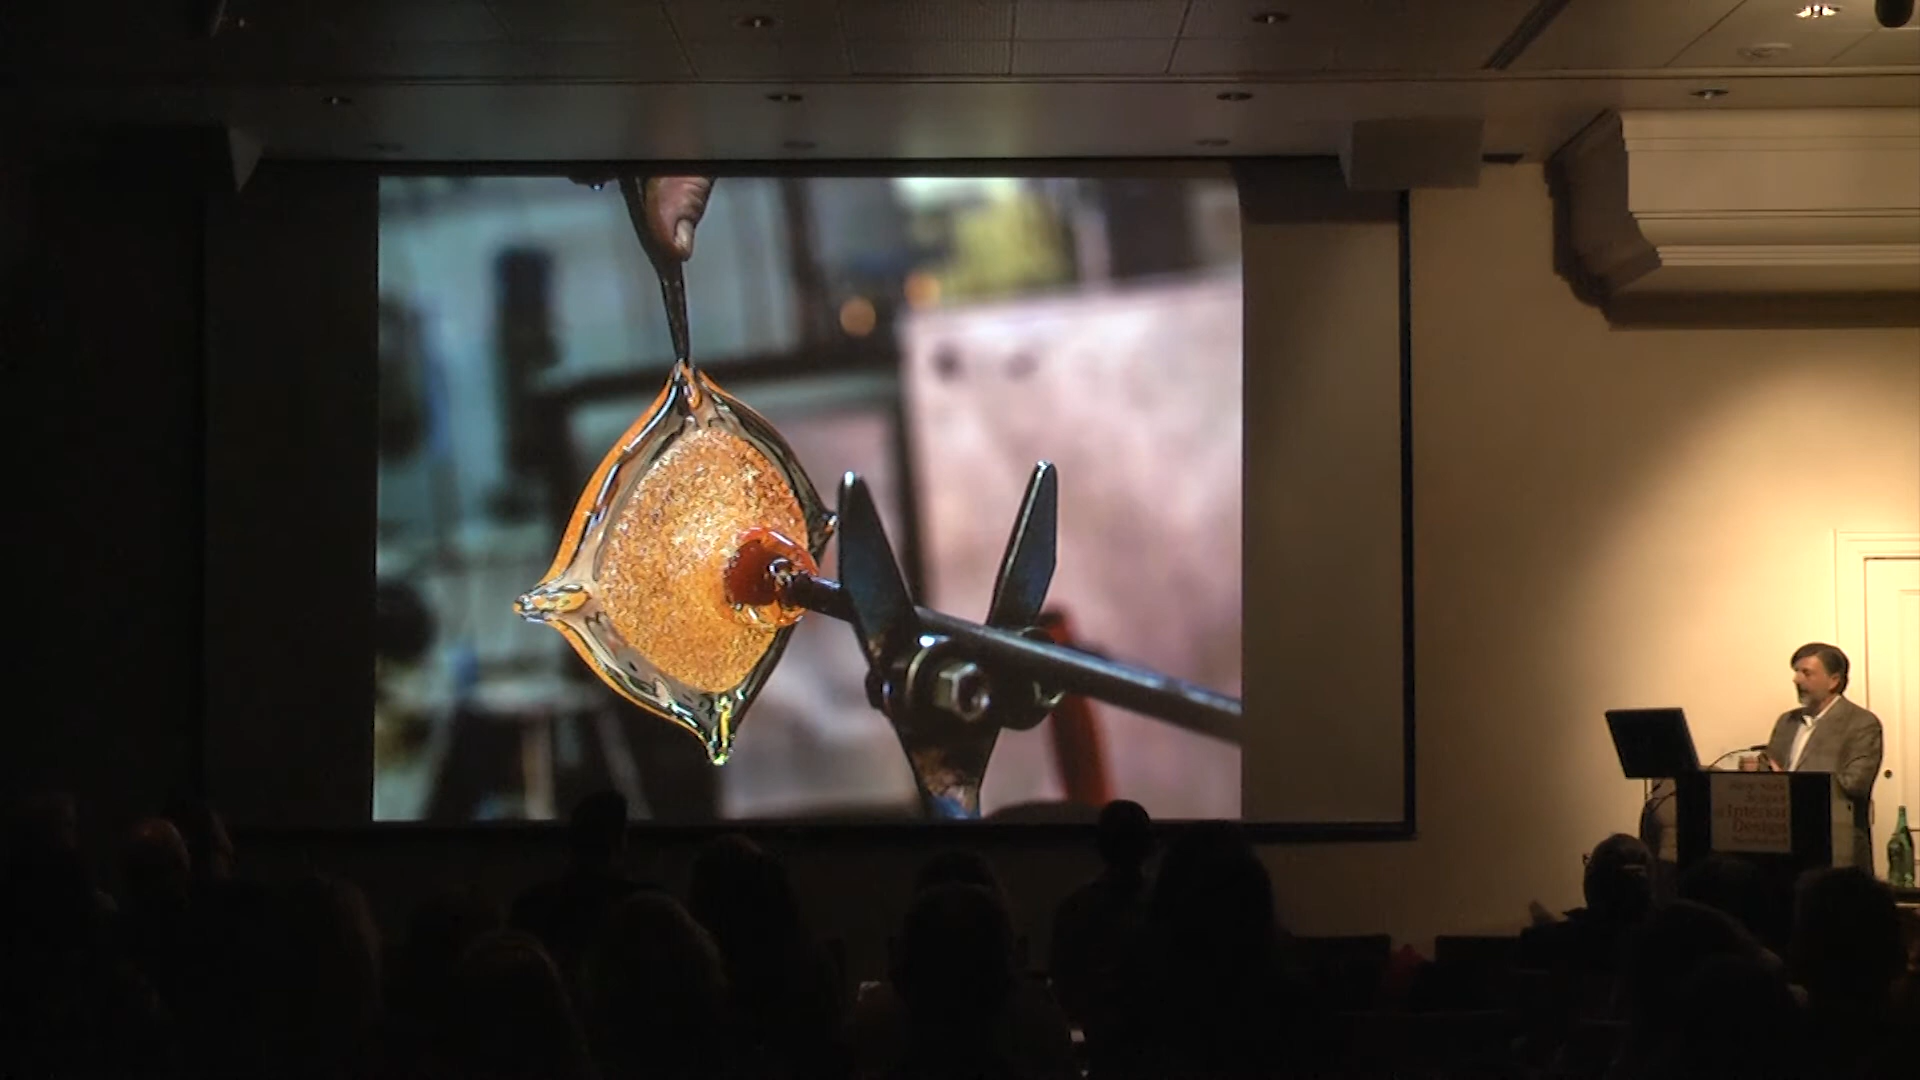 New York
School
of Interior
Design